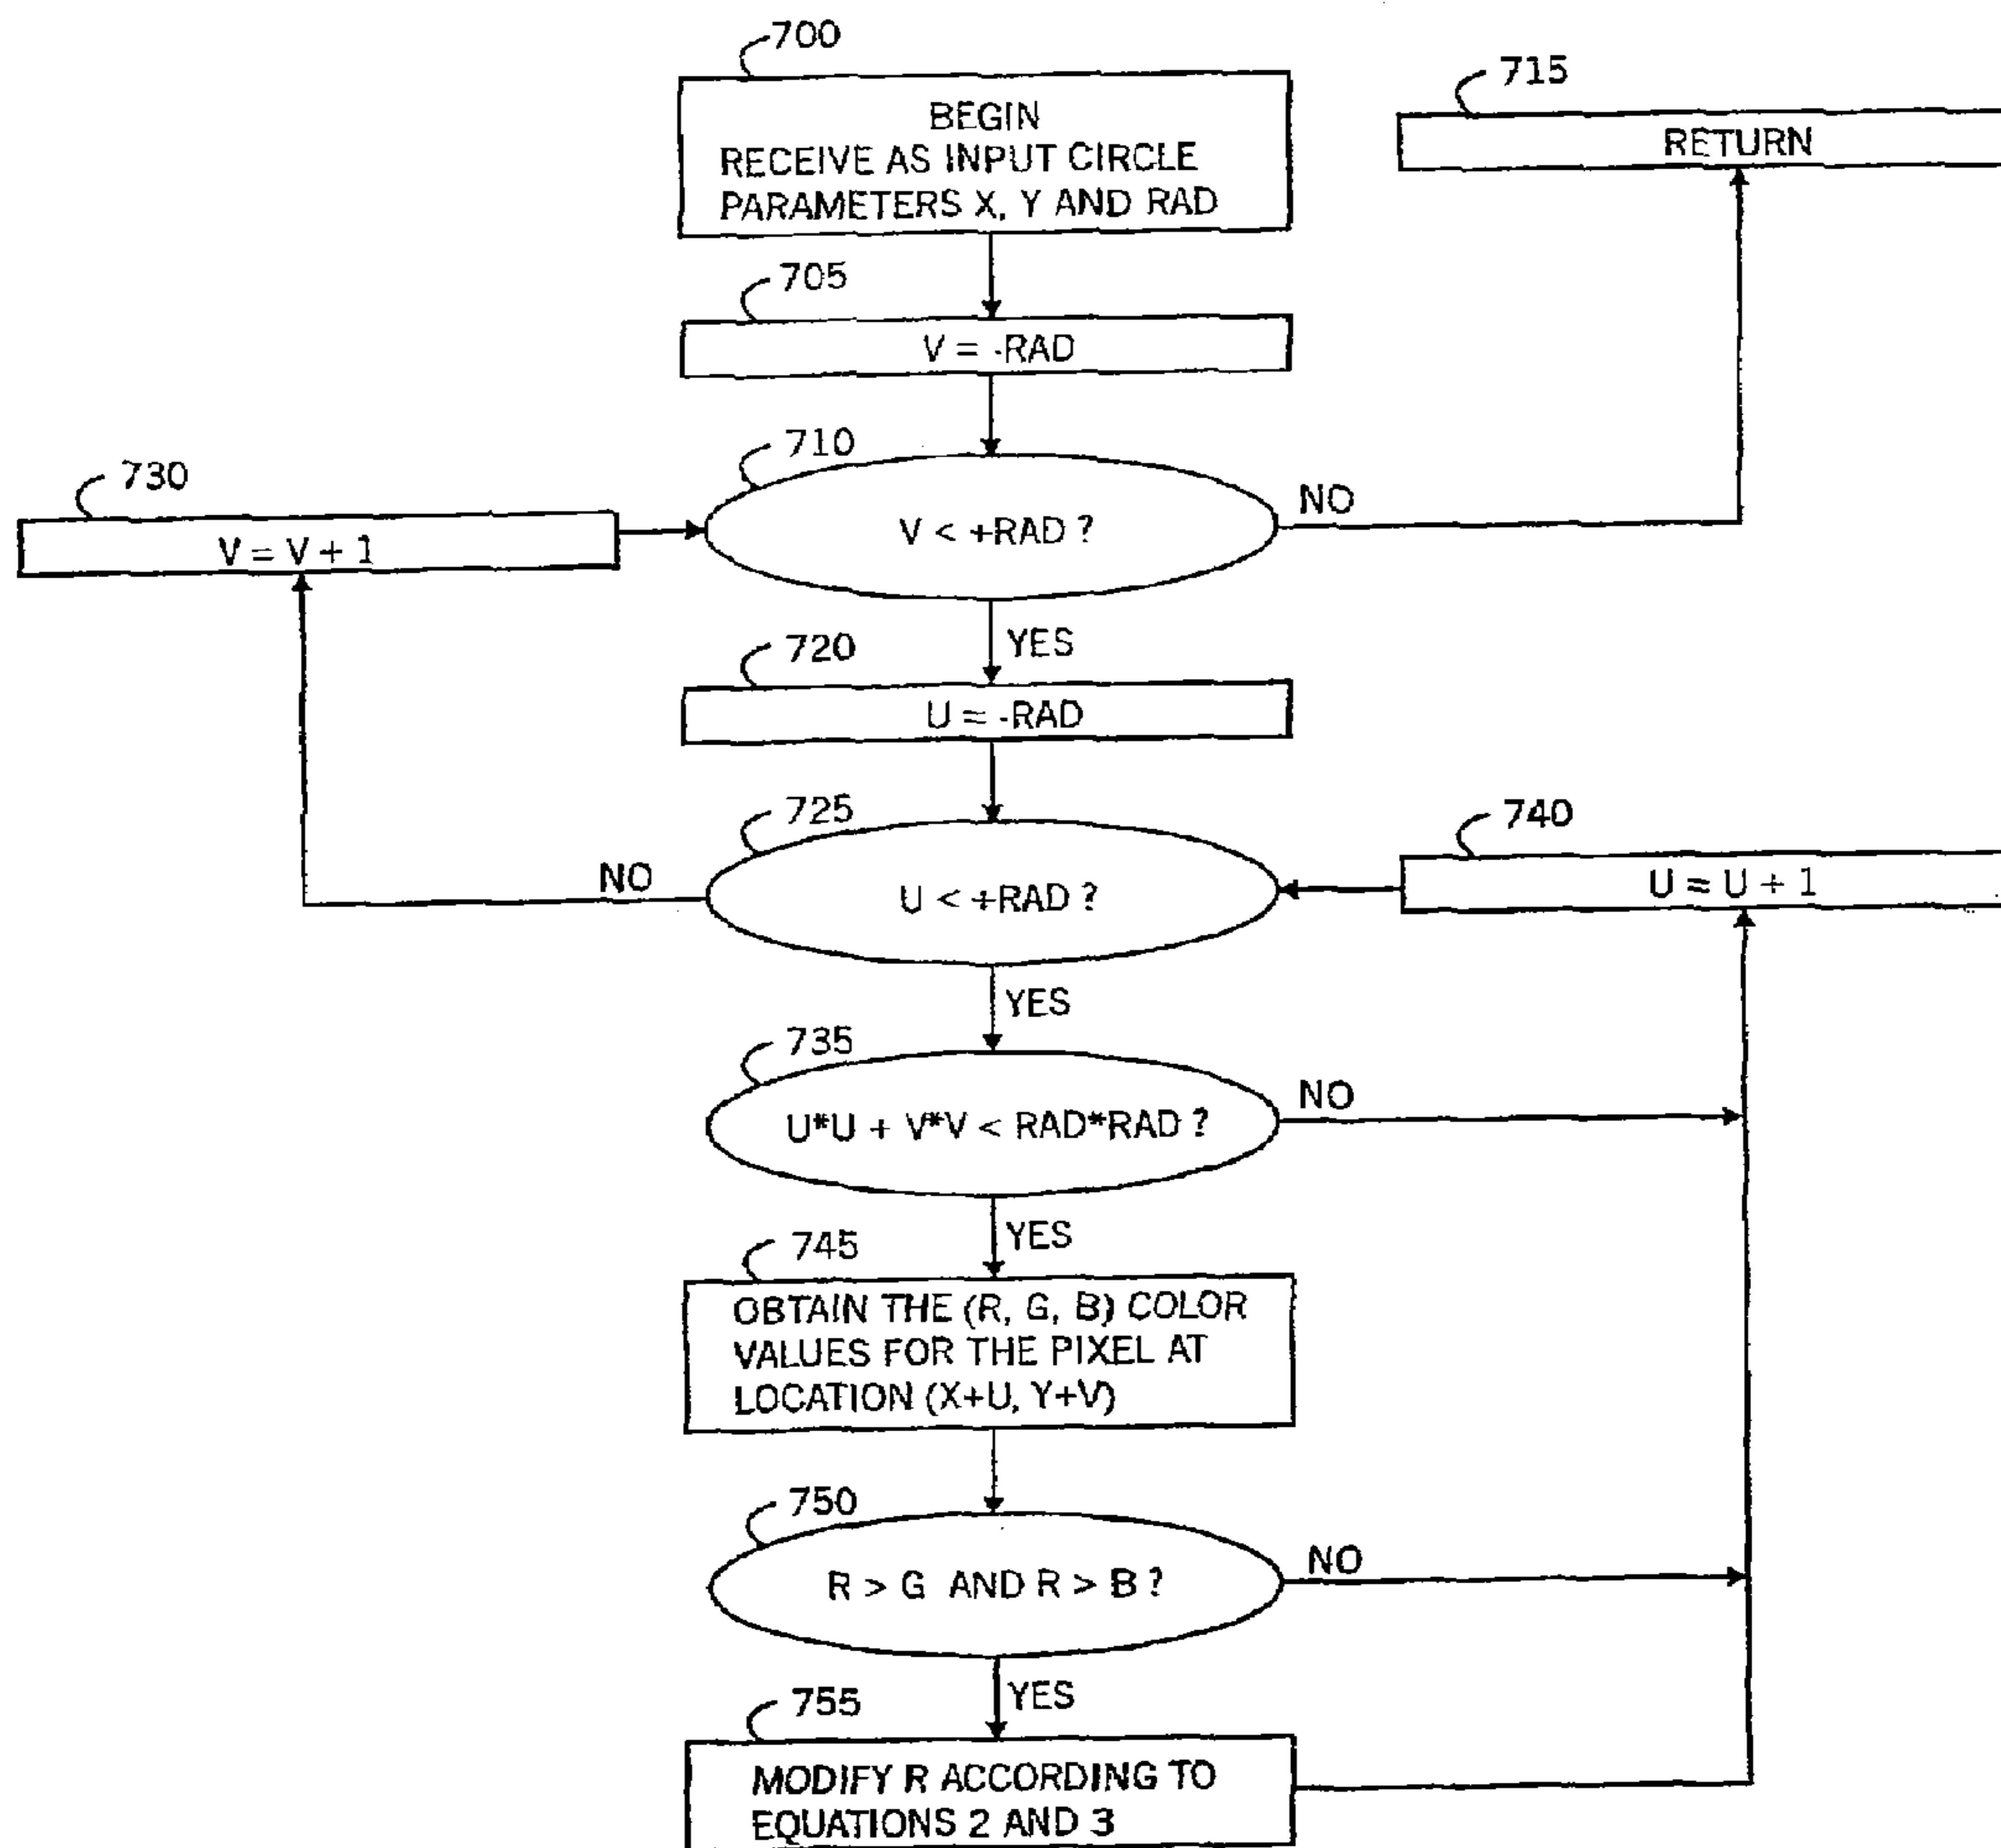 700
BEGIN
RECEIVE AS INPUT CIRCLE
PARAMETERS X, Y AND RAD
715
RETURN
705
V = -RAD
710
V < +RAD ?
NO
730
V = V + 1
YES
720
U = -RAD
725
U < +RAD ?
NO
740
U = U + 1
YES
735
U*U + V*V < RAD*RAD ?
NO
YES
745
OBTAIN THE (R, G, B) COLOR
VALUES FOR THE PIXEL AT
LOCATION (X+U, Y+V)
750
R > G AND R > B ?
NO
YES
755
MODIFY R ACCORDING TO
EQUATIONS 2 AND 3